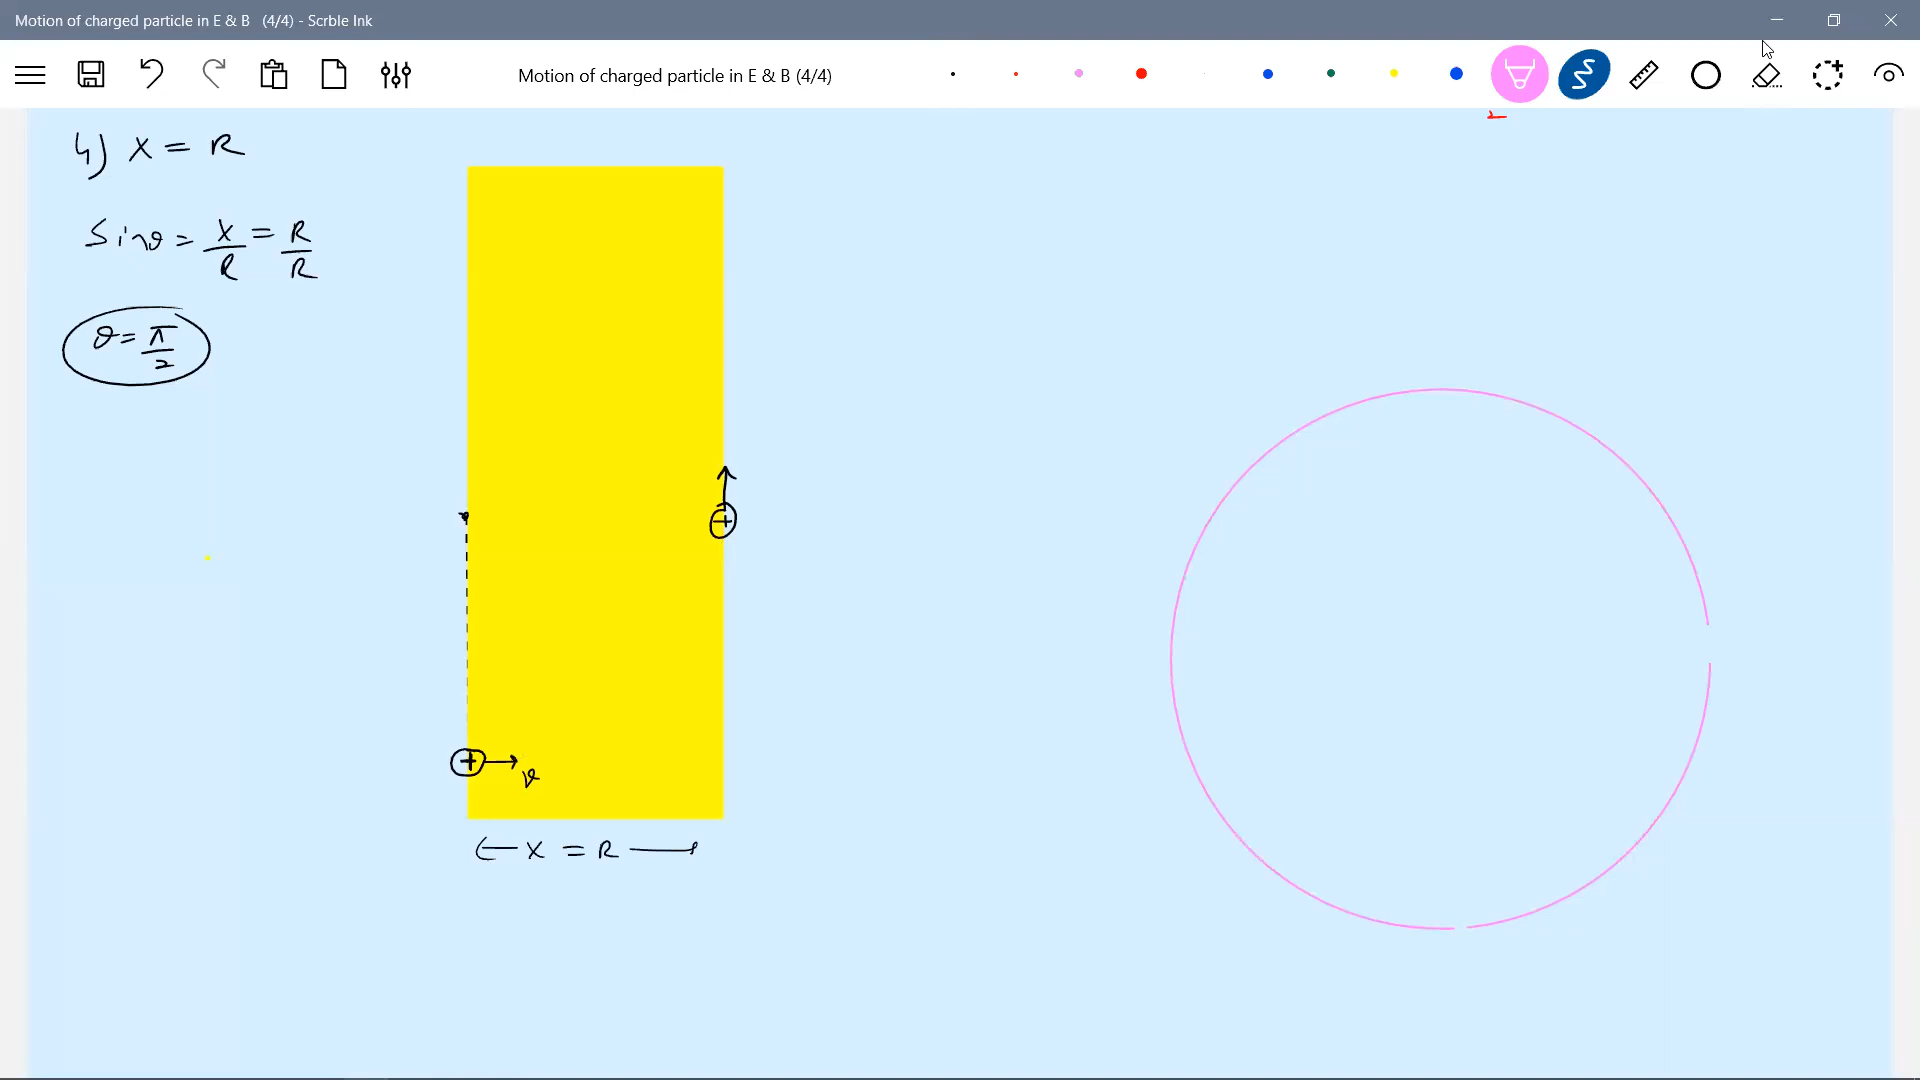 Motion of charged particle in E & B (4/4) - Scrble Ink
Motion of charged particle in E & B (4/4)
4) x = R
Sinθ = x/R = R/R
θ = π/2
+
+ → v
← x = R →